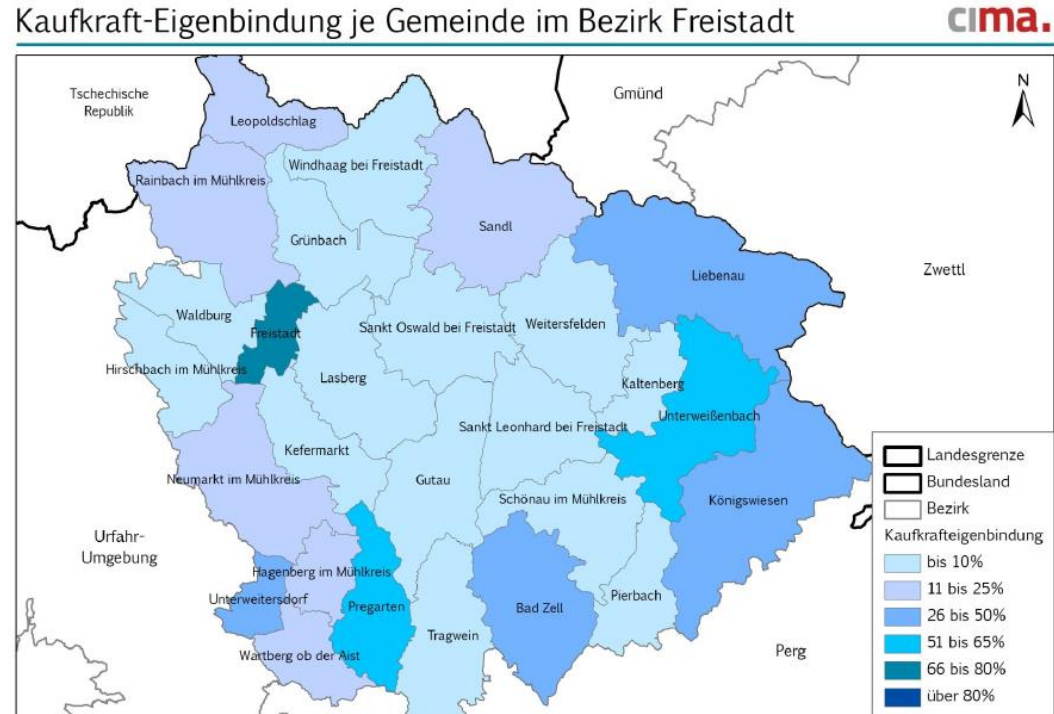 Kaufkraft-Eigenbindung je Gemeinde im Bezirk Freistadt
cima.
Tschechische
Republik
Gmünd
N
Leopoldschlag
Windhaag bei Freistadt
Rainbach im Mühlkreis
Sandl
Grünbach
Zwettl
Liebenau
Waldburg
Freistadt
Sankt Oswald bei Freistadt
Weitersfelden
Hirschbach im Mühlkreis
Lasberg
Kaltenberg
Unterweißenbach
Sankt Leonhard bei Freistadt
Kefermarkt
Neumarkt im Mühlkreis
Gutau
Schönau im Mühlkreis
Königswiesen
Urfahr-
Umgebung
Hagenberg im Mühlkreis
Unterweitersdorf
Pregarten
Bad Zell
Pierbach
Tragwein
Wartberg ob der Aist
Perg
Landesgrenze
Bundesland
Bezirk
Kaufkrafteigenbindung
bis 10%
11 bis 25%
26 bis 50%
51 bis 65%
66 bis 80%
über 80%